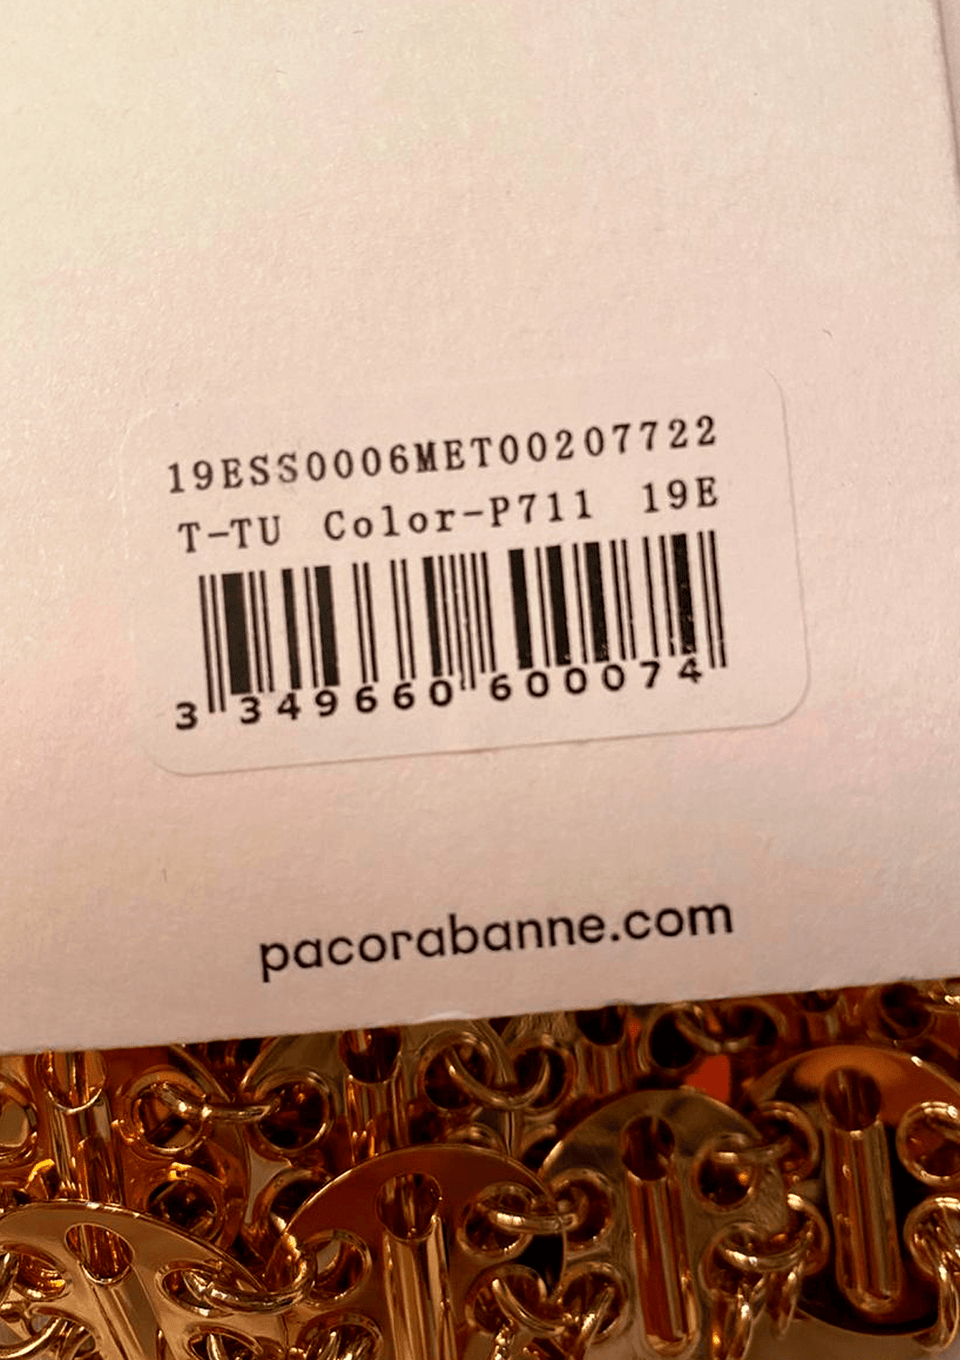 19ESS0006MET00207722
T-TU Color-P711 19E
3 349660 600074
pacorabanne.com